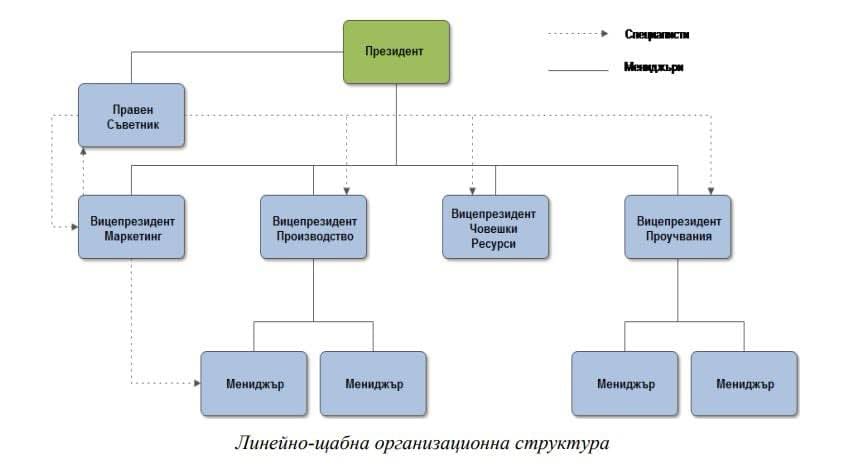 Президент
Специалисти
Мениджъри
Правен
Съветник
Вицепрезидент
Маркетинг
Вицепрезидент
Производство
Вицепрезидент
Човешки
Ресурси
Вицепрезидент
Проучвания
Мениджър
Мениджър
Мениджър
Мениджър
Линейно-щабна организационна структура